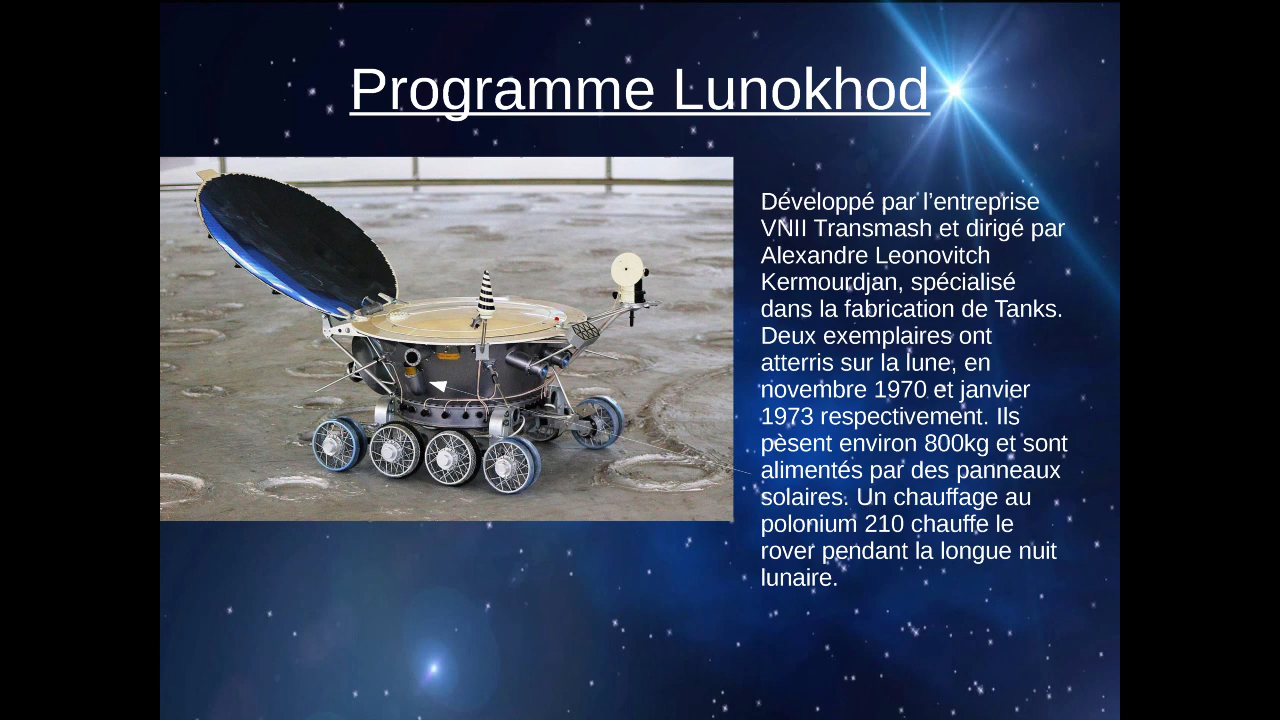 Programme Lunokhod
Développé par l’entreprise
VNII Transmash et dirigé par
Alexandre Leonovitch
Kermourdjan, spécialisé
dans la fabrication de Tanks.
Deux exemplaires ont
atterris sur la lune, en
novembre 1970 et janvier
1973 respectivement. Ils
pèsent environ 800kg et sont
alimentés par des panneaux
solaires. Un chauffage au
polonium 210 chauffe le
rover pendant la longue nuit
lunaire.